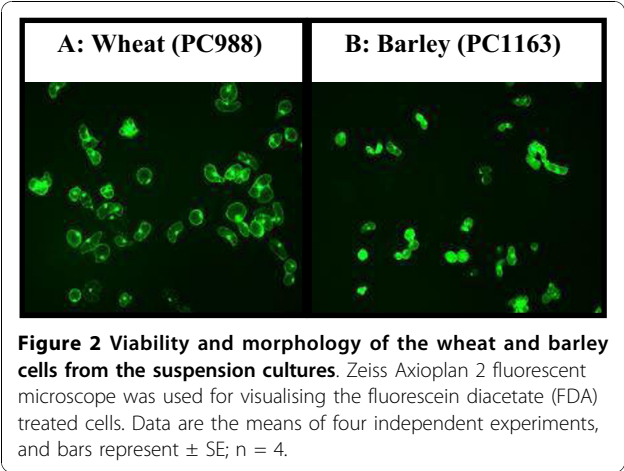 A: Wheat (PC988)
B: Barley (PC1163)
Figure 2 Viability and morphology of the wheat and barley
cells from the suspension cultures. Zeiss Axioplan 2 fluorescent
microscope was used for visualising the fluorescein diacetate (FDA)
treated cells. Data are the means of four independent experiments,
and bars represent ± SE; n = 4.